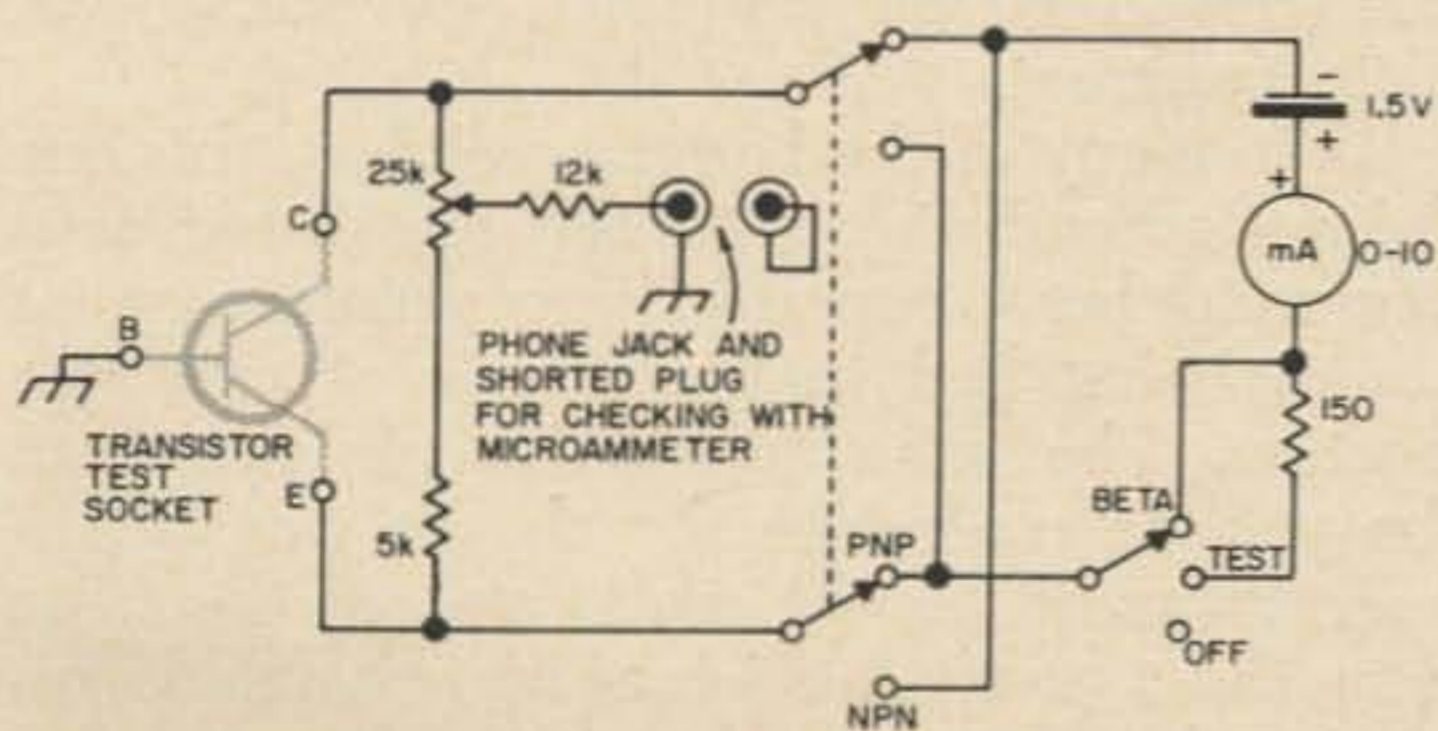 25k
12k
C
B
TRANSISTOR
TEST
SOCKET
E
5k
PHONE JACK AND
SHORTED PLUG
FOR CHECKING WITH
MICROAMMETER
PNP
NPN
-
1.5V
+
+
mA
0-10
150
BETA
TEST
OFF